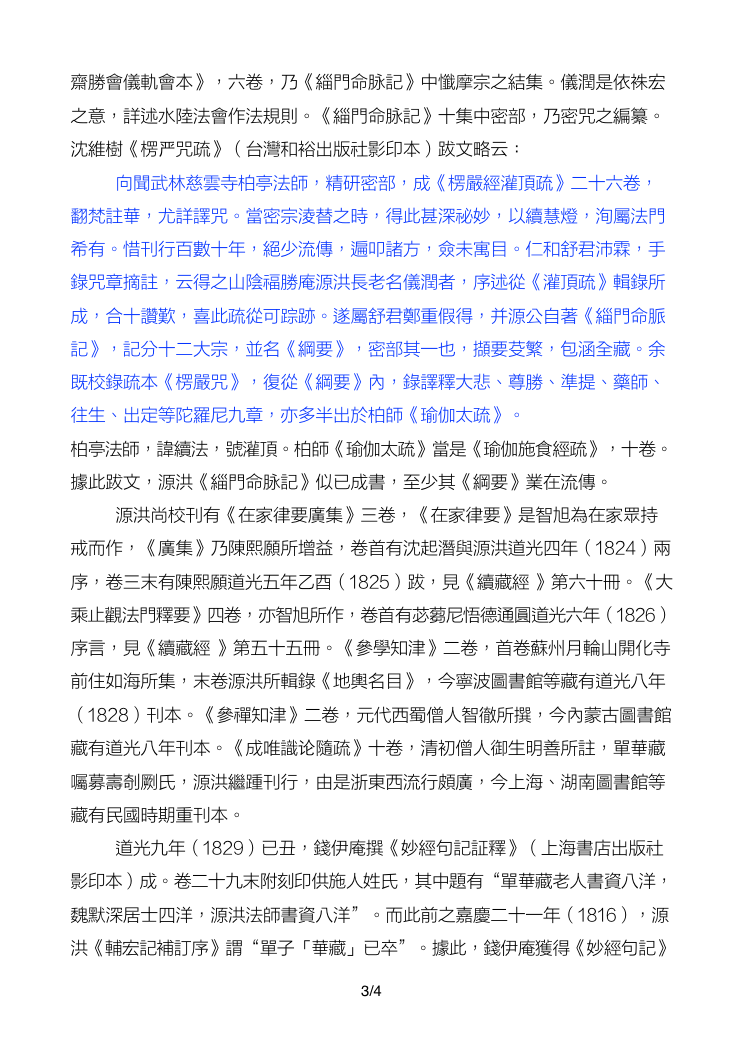 齋勝會儀軌會本》，六卷，乃《緇門命脉記》中懺摩宗之結集。儀潤是依袾宏
之意，詳述水陸法會作法規則。《緇門命脉記》十集中密部，乃密咒之編纂。
沈維樹《楞严咒疏》（台灣和裕出版社影印本）跋文略云：
向聞武林慈雲寺柏亭法師，精研密部，成《楞嚴經灌頂疏》二十六卷，
翻梵註華，尤詳譯咒。當密宗淩替之時，得此甚深祕妙，以續慧燈，洵屬法門
希有。惜刊行百數十年，絕少流傳，遍叩諸方，僉未寓目。仁和舒君沛霖，手
錄咒章摘註，云得之山陰福勝庵源洪長老名儀潤者，序述從《灌頂疏》輯錄所
成，合十讚歎，喜此疏從可踪跡。遂屬舒君鄭重假得，并源公自著《緇門命脈
記》，記分十二大宗，並名《綱要》，密部其一也，擷要芟繁，包涵全藏。余
既校錄疏本《楞嚴咒》，復從《綱要》內，錄譯釋大悲、尊勝、準提、藥師、
往生、出定等陀羅尼九章，亦多半出於柏師《瑜伽太疏》。
柏亭法師，諱續法，號灌頂。柏師《瑜伽太疏》當是《瑜伽施食經疏》，十卷。
據此跋文，源洪《緇門命脉記》似已成書，至少其《綱要》業在流傳。
源洪尚校刊有《在家律要廣集》三卷，《在家律要》是智旭為在家眾持
戒而作，《廣集》乃陳熙願所增益，卷首有沈起潛與源洪道光四年（1824）兩
序，卷三末有陳熙願道光五年乙酉（1825）跋，見《續藏經 》第六十冊。《大
乘止觀法門釋要》四卷，亦智旭所作，卷首有苾蒭尼悟德通圓道光六年（1826）
序言，見《續藏經 》第五十五冊。《參學知津》二卷，首卷蘇州月輪山開化寺
前住如海所集，末卷源洪所輯錄《地輿名目》，今寧波圖書館等藏有道光八年
（1828）刊本。《參禪知津》二卷，元代西蜀僧人智徹所撰，今內蒙古圖書館
藏有道光八年刊本。《成唯識论隨疏》十卷，清初僧人御生明善所註，單華藏
囑募壽剞劂氏，源洪繼踵刊行，由是浙東西流行頗廣，今上海、湖南圖書館等
藏有民國時期重刊本。
道光九年（1829）已丑，錢伊庵撰《妙經句記証釋》（上海書店出版社
影印本）成。卷二十九末附刻印供施人姓氏，其中題有“單華藏老人書資八洋，
魏默深居士四洋，源洪法師書資八洋”。而此前之嘉慶二十一年（1816），源
洪《輔宏記補訂序》謂“單子「華藏」已卒”。據此，錢伊庵獲得《妙經句記》
3/4